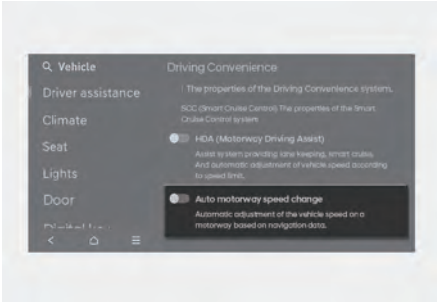 Vehicle
Driver assistance
Climate
Seat
Lights
Door
Digital key
Driving Convenience
The properties of the Driving Convenience system.
SCC (Smart Cruise Control) The properties of the Smart
Cruise Control system
HDA (Motorway Driving Assist)
Assist system providing lane keeping, smart cruise.
And automatic adjustment of vehicle speed according
to speed limit.
Auto motorway speed change
Automatic adjustment of the vehicle speed on a
motorway based on navigation data.